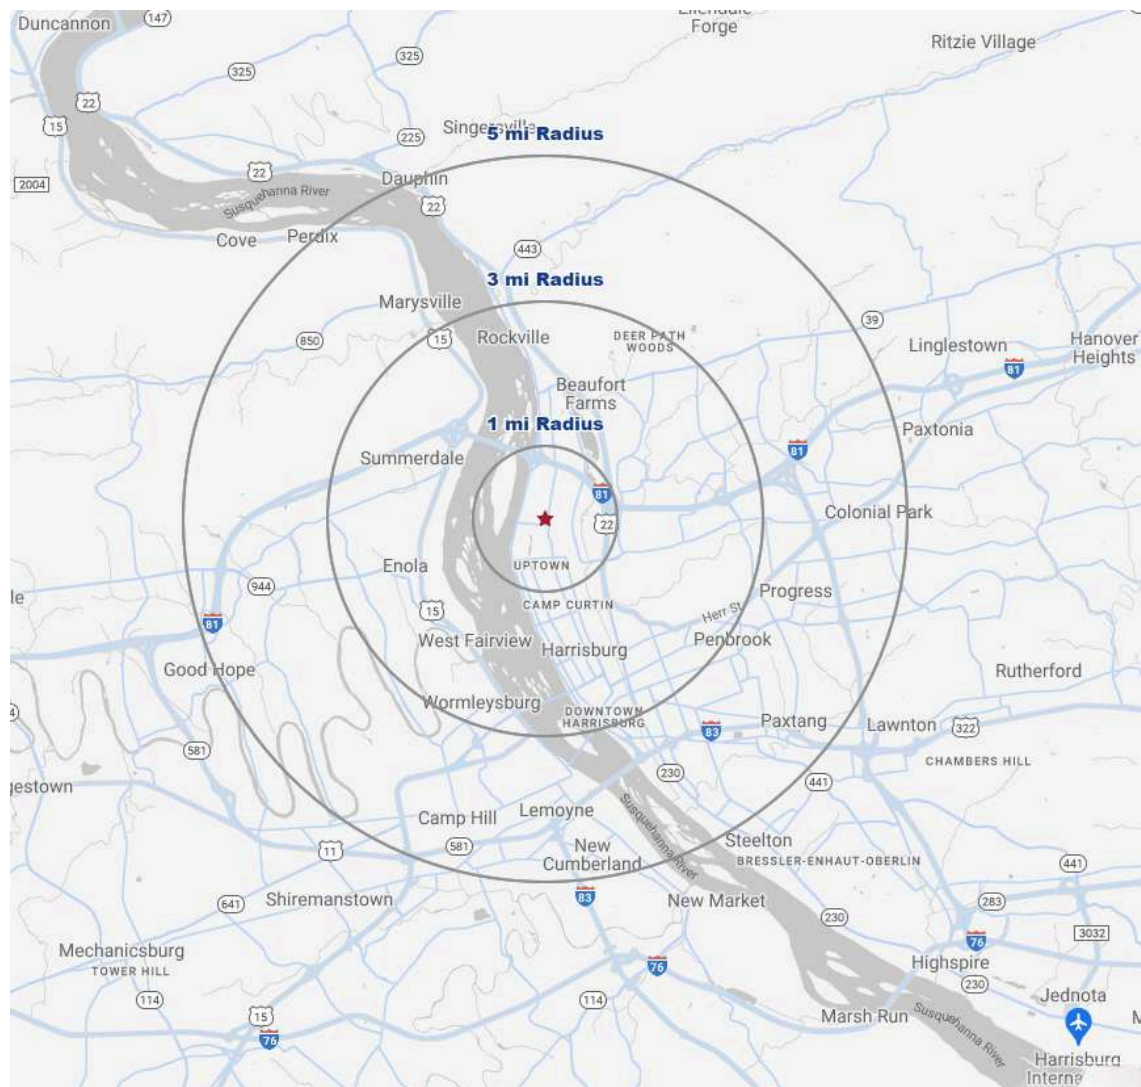 Duncannon
147
Ellendale
Forge
Ritzie Village
325
325
22
15
225
Singersville
5 mi Radius
22
Dauphin
2004
Susquehanna River
22
Cove
Perdix
443
3 mi Radius
Marysville
39
15
Rockville
DEER PATH
WOODS
850
Linglestown
Hanover
Heights
81
Beaufort
Farms
1 mi Radius
Paxtonia
81
Summerdale
81
Colonial Park
22
Enola
UPTOWN
944
le
Progress
CAMP CURTIN
15
Herr St
81
West Fairview
Harrisburg
Penbrook
Good Hope
Rutherford
Wormleysburg
DOWNTOWN
HARRISBURG
Paxtang
Lawnton
322
83
581
CHAMBERS HILL
230
441
gestown
Camp Hill
Lemoyne
Susquehanna River
581
New
Cumberland
Steelton
11
BRESSLER-ENHAUT-OBERLIN
441
641
Shiremanstown
83
New Market
283
230
3032
Mechanicsburg
TOWER HILL
76
76
Highspire
230
114
114
15
Marsh Run
Jednota
Susquehanna River
76
Harrisburg
Interna